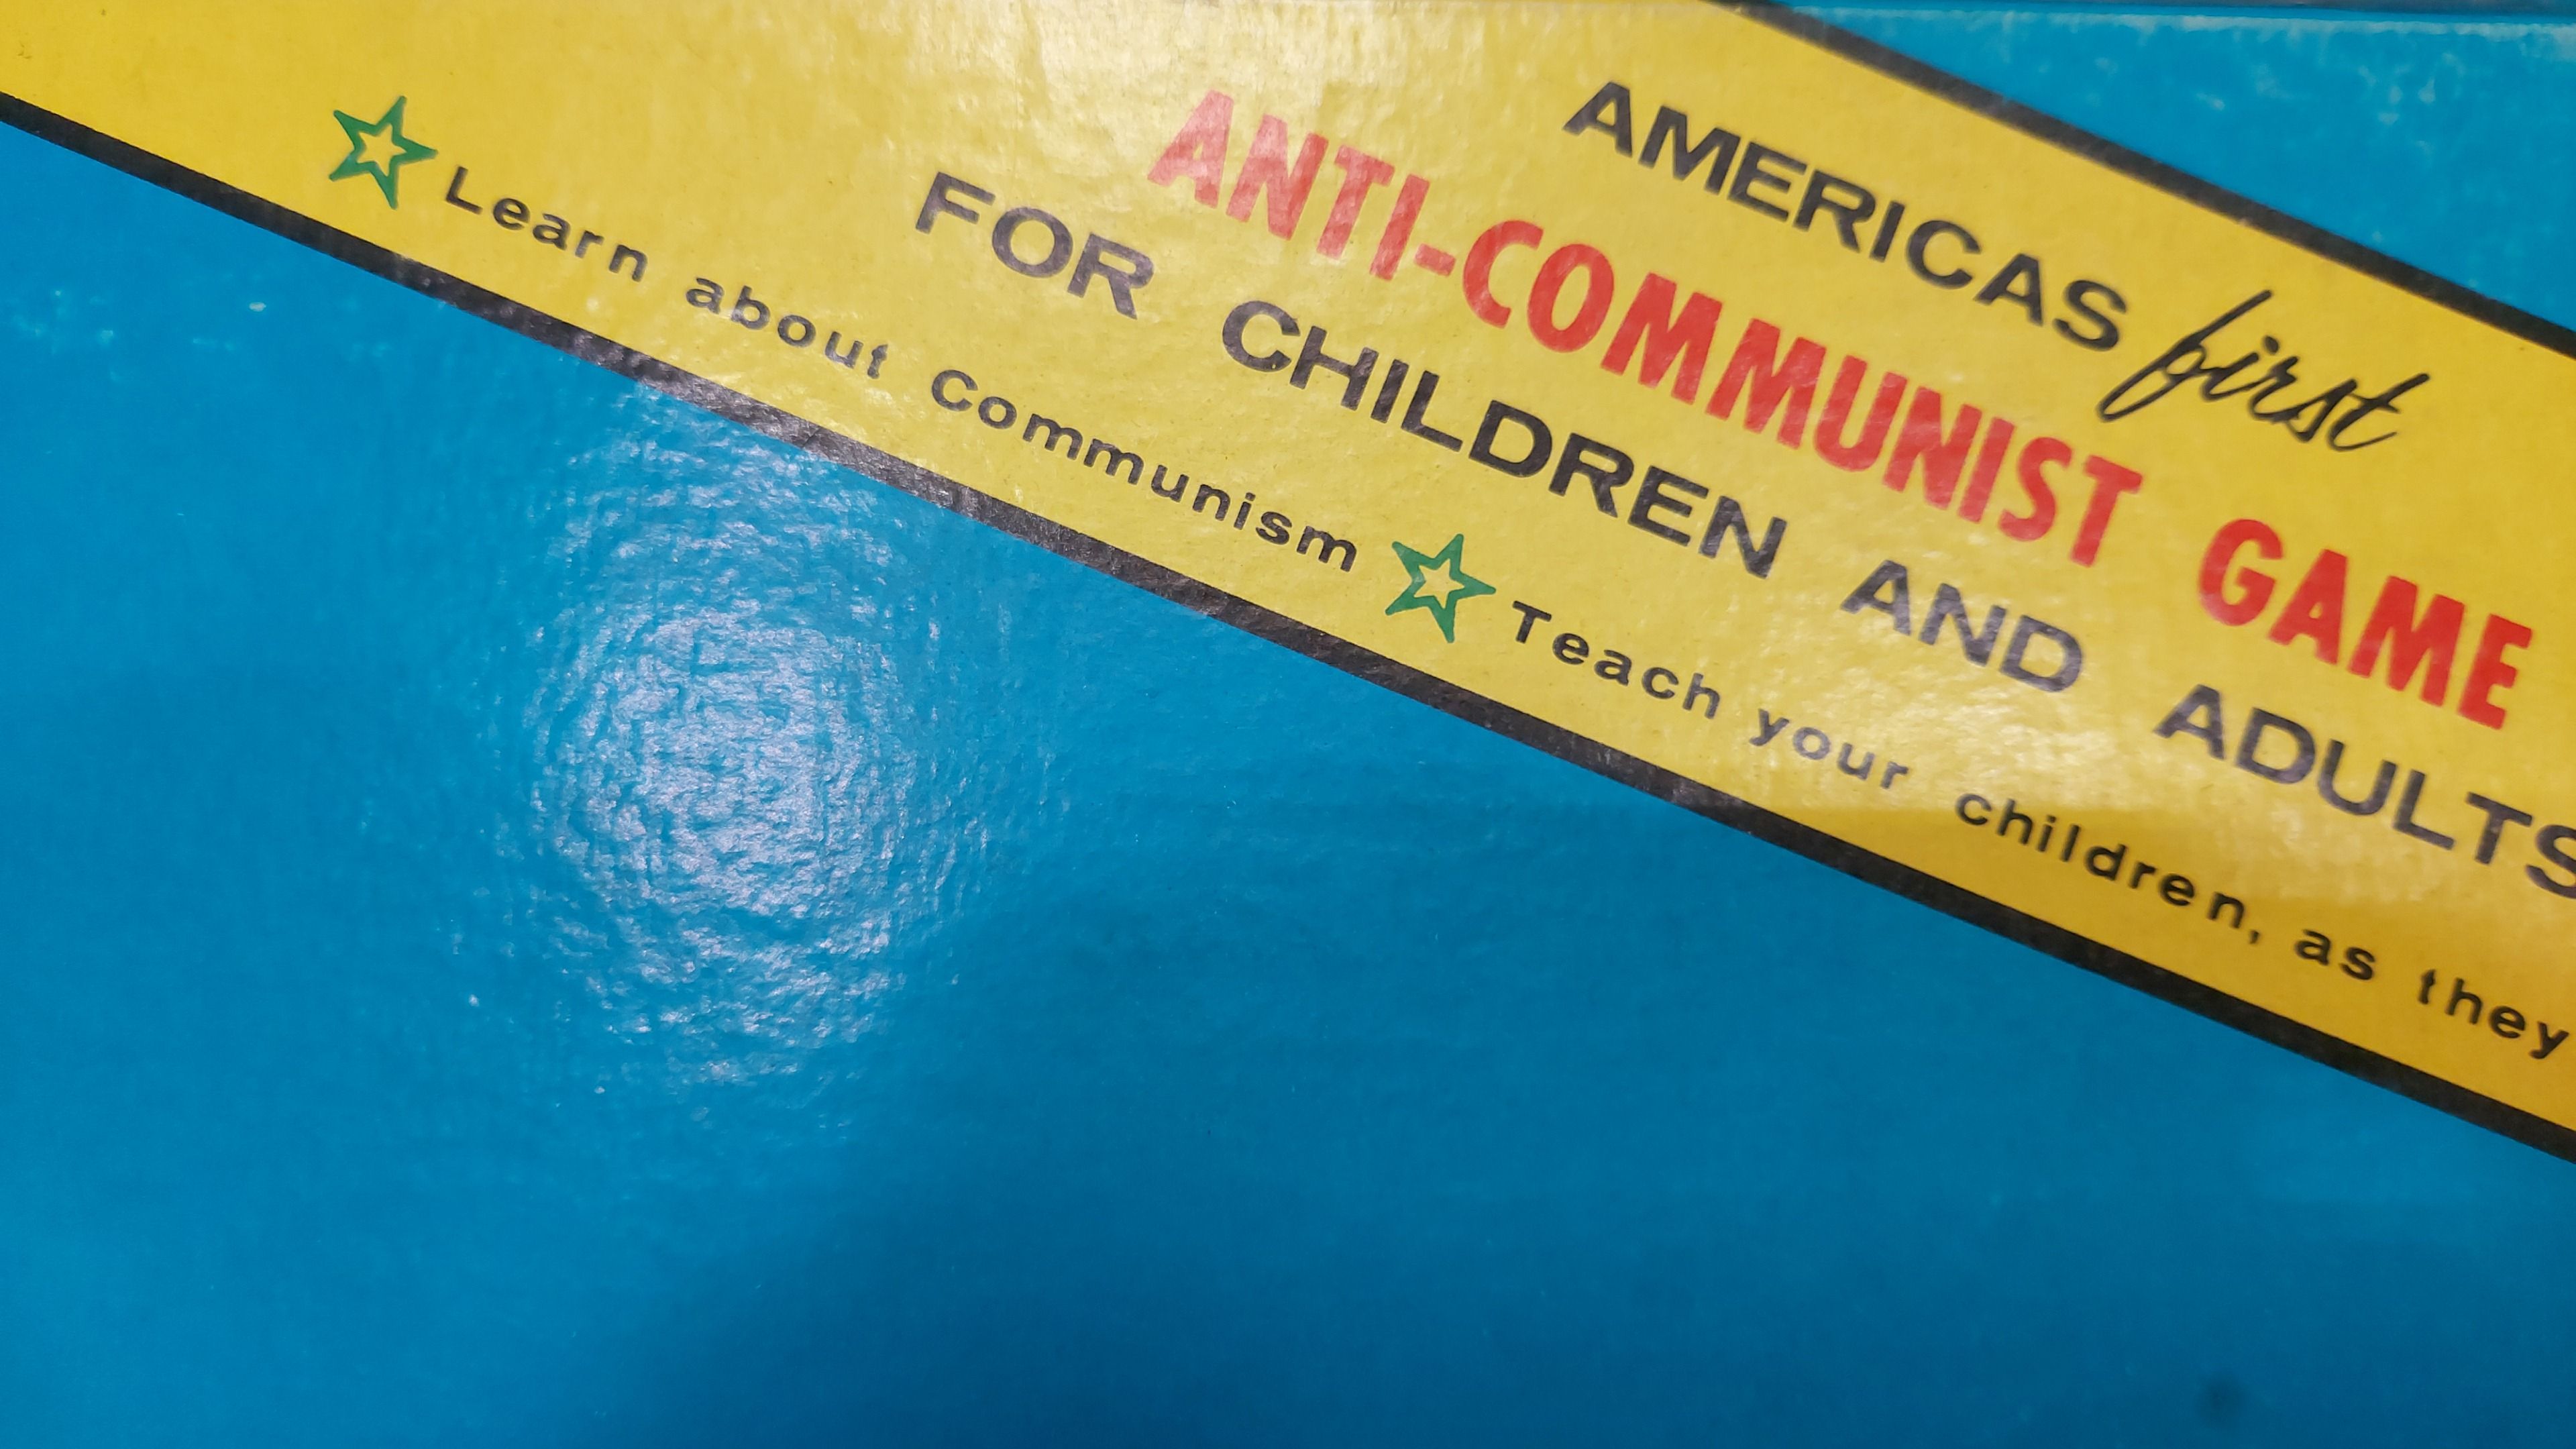 AMERICAS first
ANTI-COMMUNIST GAME
FOR CHILDREN AND ADULTS
Learn about Communism ☆ Teach your children, as they